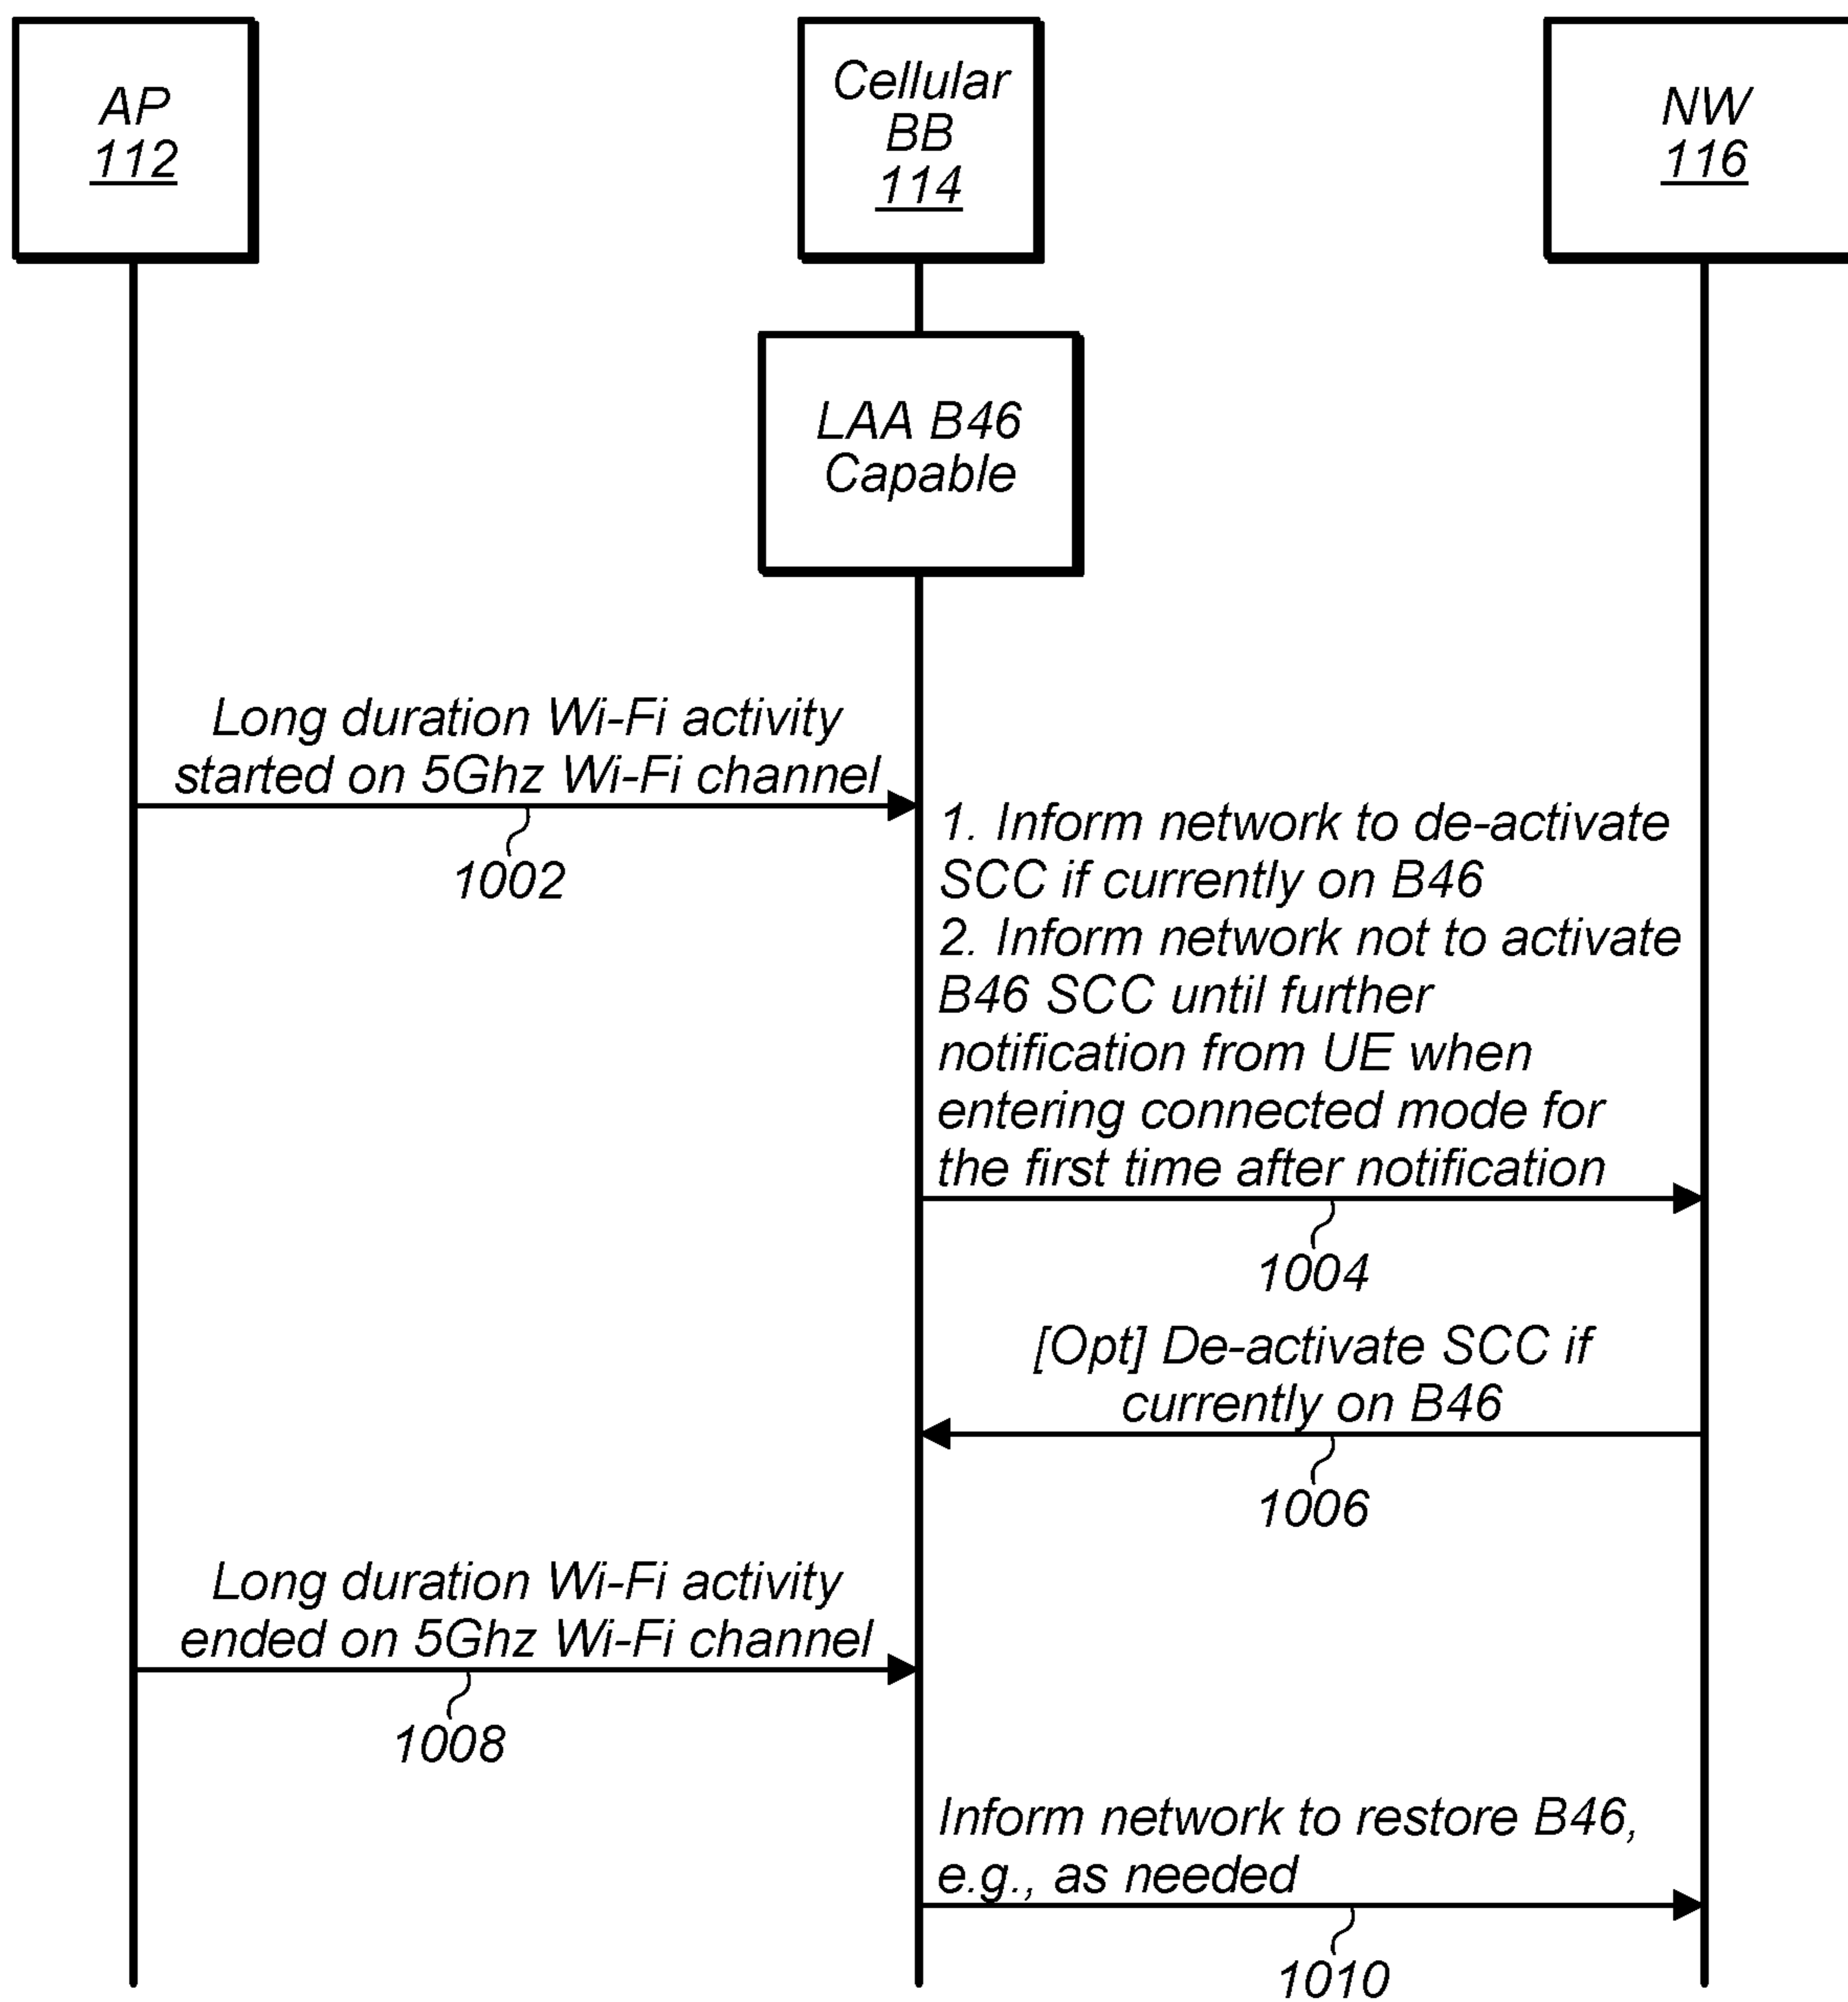 AP
112
Cellular
BB
114
NW
116
LAA B46
Capable
Long duration Wi-Fi activity
started on 5Ghz Wi-Fi channel
1002
1. Inform network to de-activate
SCC if currently on B46
2. Inform network not to activate
B46 SCC until further
notification from UE when
entering connected mode for
the first time after notification
1004
[Opt] De-activate SCC if
currently on B46
1006
Long duration Wi-Fi activity
ended on 5Ghz Wi-Fi channel
1008
Inform network to restore B46,
e.g., as needed
1010